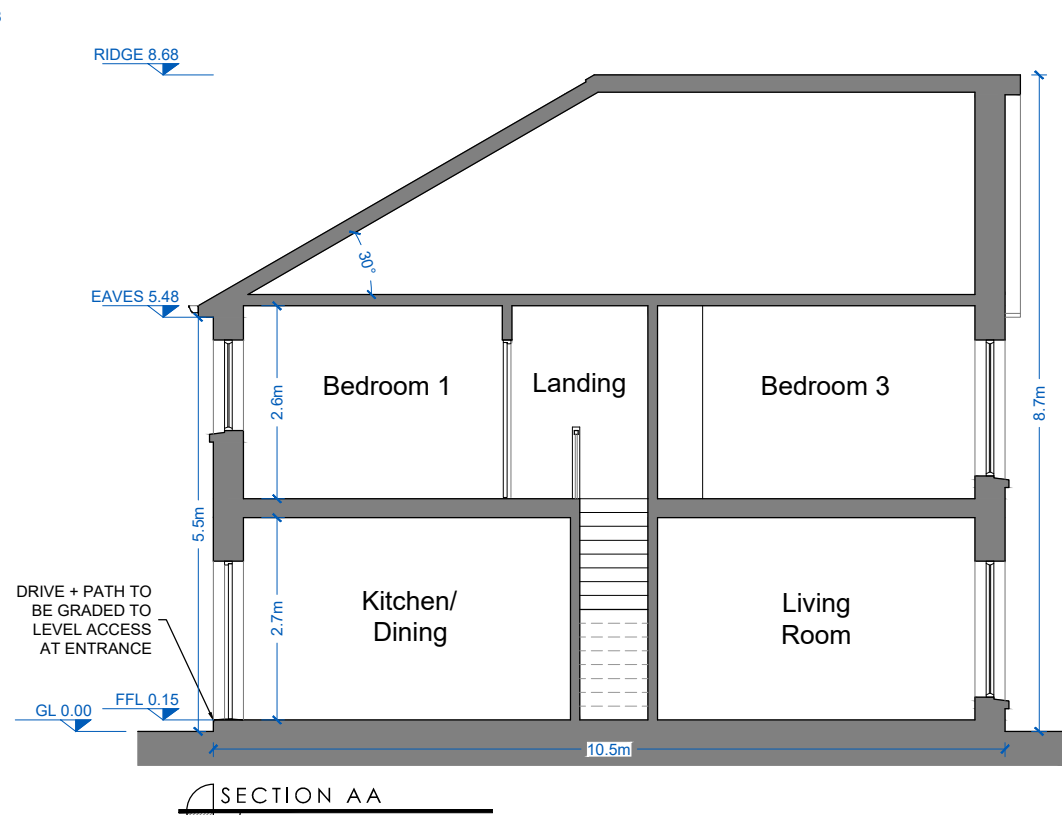 RIDGE 8.68
30°
EAVES 5.48
Bedroom 1
Landing
Bedroom 3
2.6m
8.7m
5.5m
DRIVE + PATH TO
BE GRADED TO
LEVEL ACCESS
AT ENTRANCE
2.7m
Kitchen/
Dining
Living
Room
FFL 0.15
GL 0.00
10.5m
SECTION AA